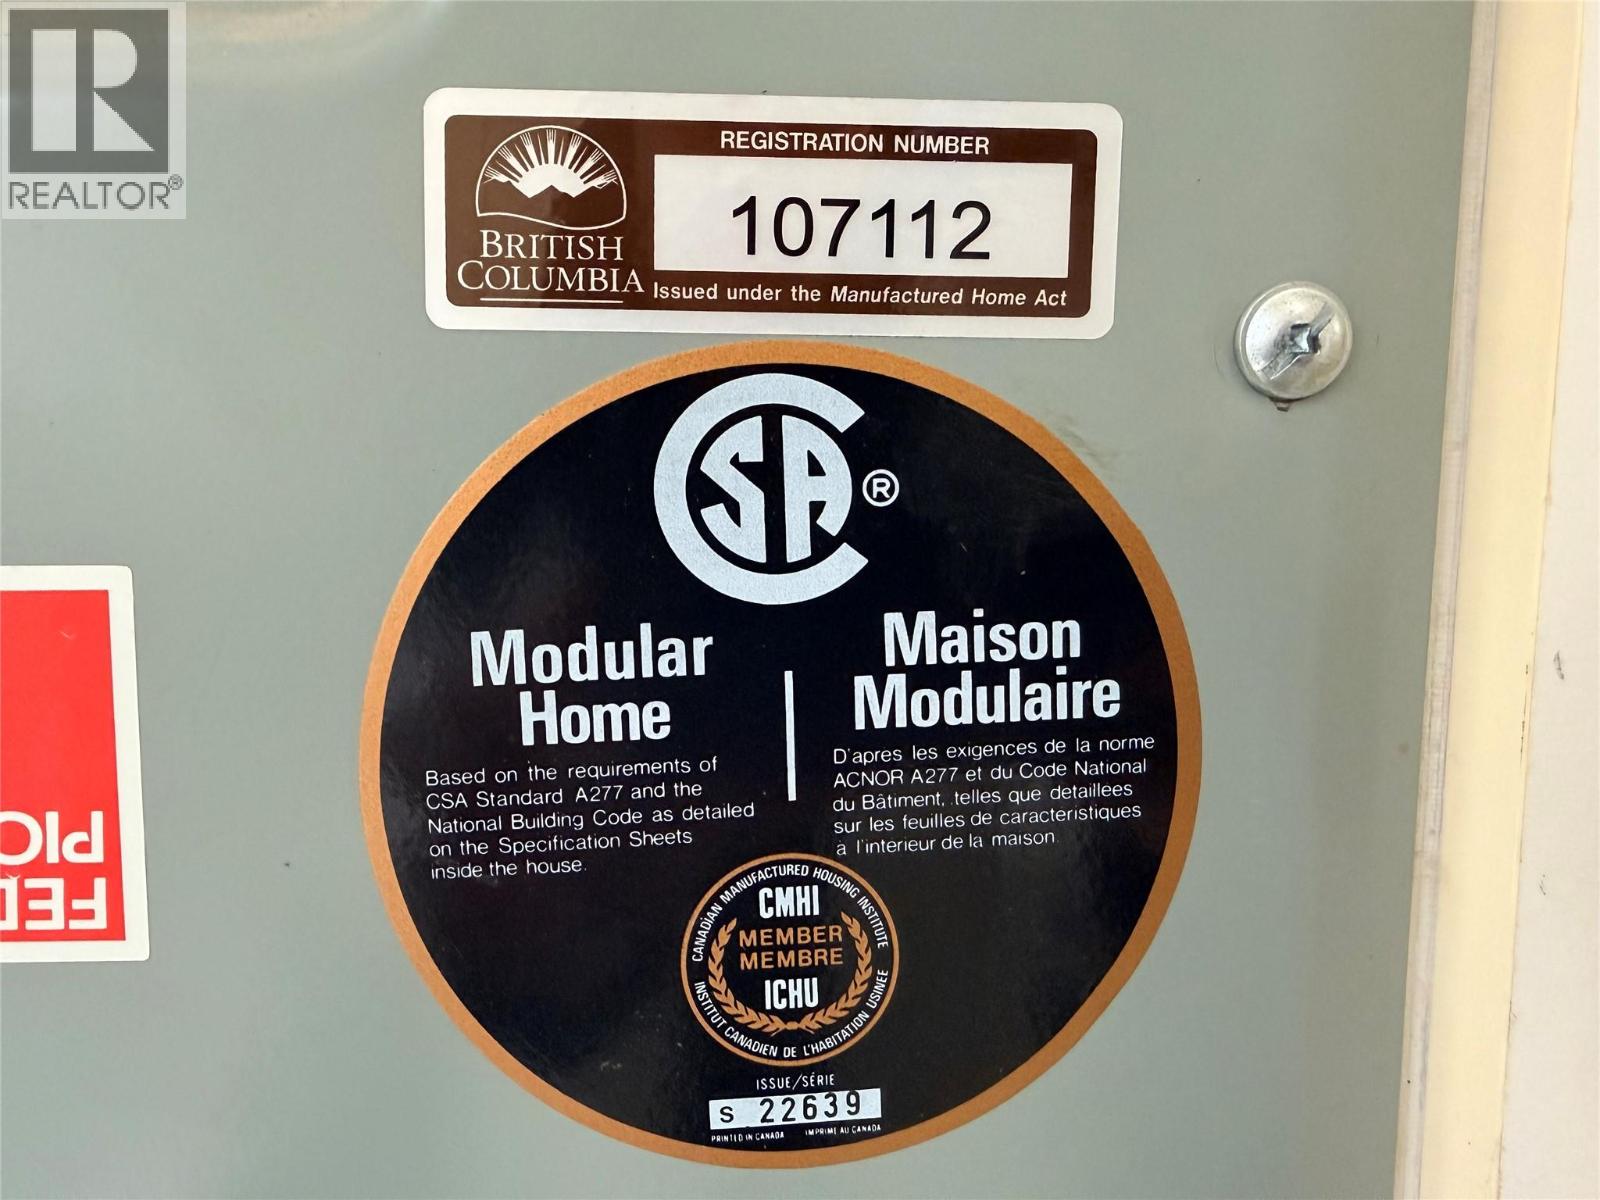 R
REALTOR®
REGISTRATION NUMBER
107112
BRITISH
COLUMBIA
Issued under the Manufactured Home Act
CSA ®
Modular
Home
Based on the requirements of
CSA Standard A277 and the
National Building Code as detailed
on the Specification Sheets
inside the house.
Maison
Modulaire
D'apres les exigences de la norme
ACNOR A277 et du Code National
du Bâtiment, telles que detaillees
sur les feuilles de caracteristiques
à l'interieur de la maison.
CANADIAN MANUFACTURED HOUSING INSTITUTE
CMHI
MEMBER
MEMBRE
ICHU
INSTITUT CANADIEN DE L'HABITATION USINEE
ISSUE/SÉRIE
S 22639
PRINTED IN CANADA IMPRIME AU CANADA